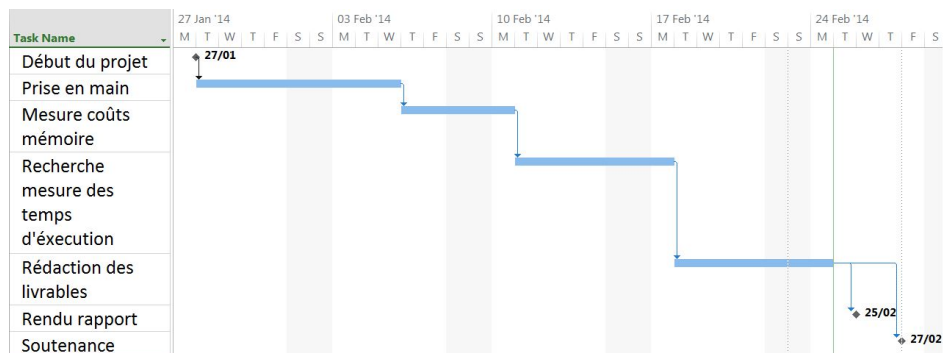 27 Jan '14 03 Feb '14 10 Feb '14 17 Feb '14 24 Feb '14
Task Name M T W T F S S M T W T F S S M T W T F S S M T W T F S S M T W T F S
Début du projet 27/01
Prise en main
Mesure coûts
mémoire
Recherche
mesure des
temps
d'éxecution
Rédaction des
livrables
Rendu rapport 25/02
Soutenance 27/02